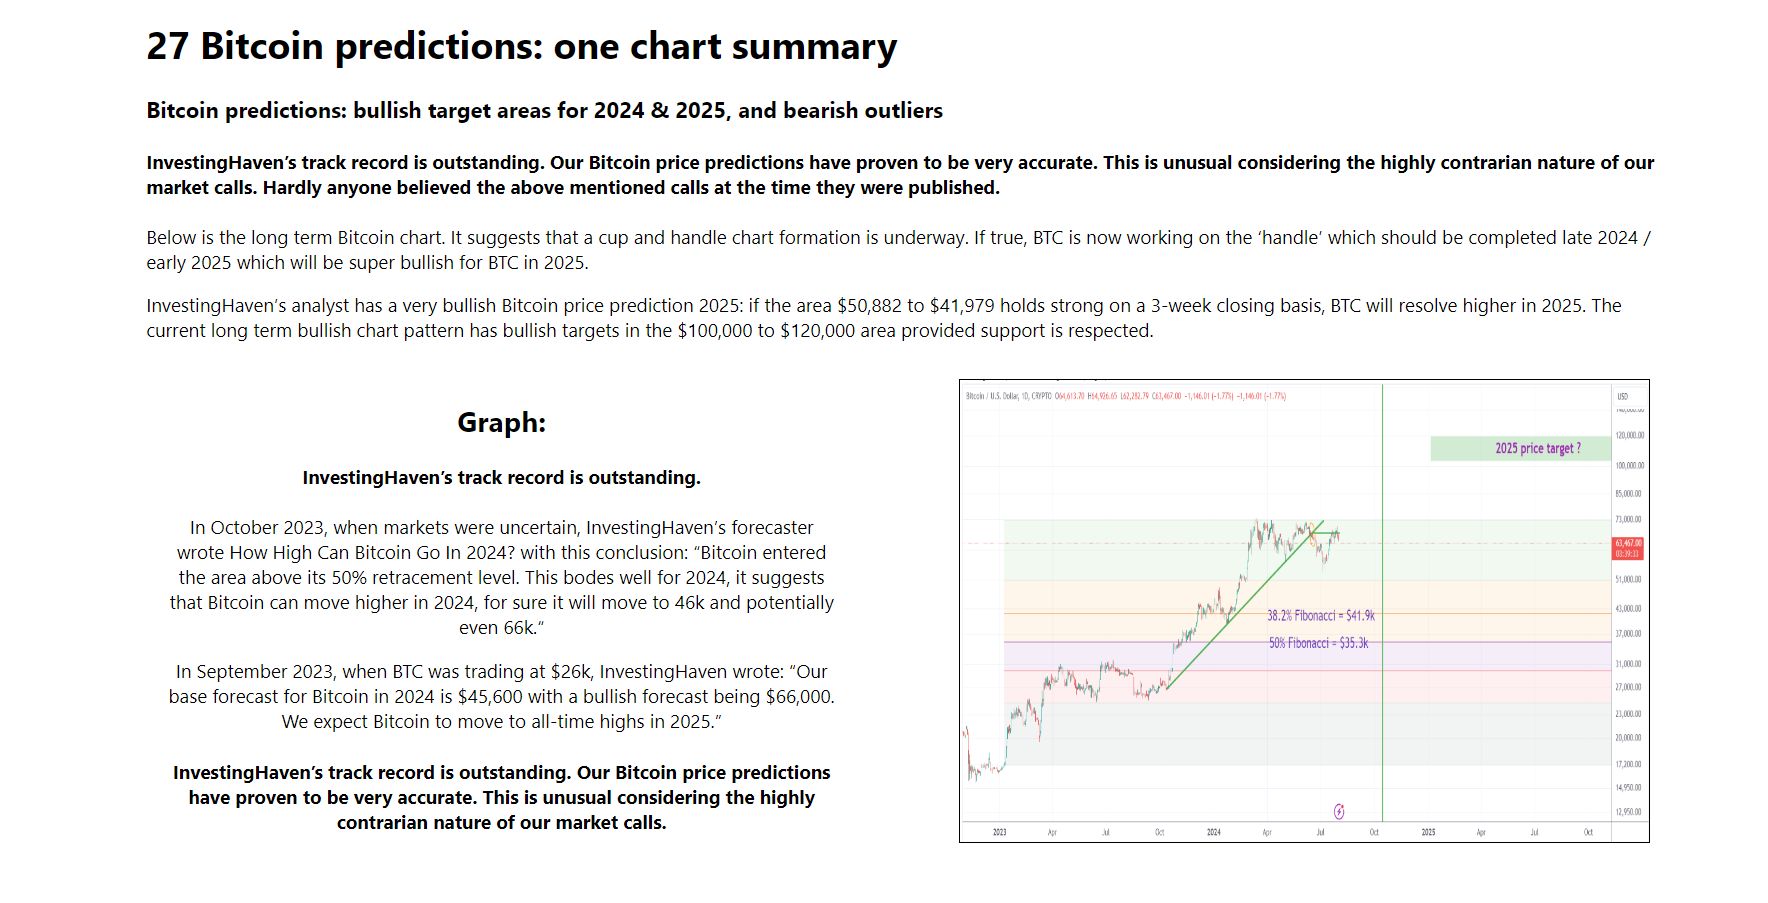 27 Bitcoin predictions: one chart summary
Bitcoin predictions: bullish target areas for 2024 & 2025, and bearish outliers
InvestingHaven’s track record is outstanding. Our Bitcoin price predictions have proven to be very accurate. This is unusual considering the highly contrarian nature of our
market calls. Hardly anyone believed the above mentioned calls at the time they were published.
Below is the long term Bitcoin chart. It suggests that a cup and handle chart formation is underway. If true, BTC is now working on the ‘handle’ which should be completed late 2024 /
early 2025 which will be super bullish for BTC in 2025.
InvestingHaven’s analyst has a very bullish Bitcoin price prediction 2025: if the area $50,882 to $41,979 holds strong on a 3-week closing basis, BTC will resolve higher in 2025. The
current long term bullish chart pattern has bullish targets in the $100,000 to $120,000 area provided support is respected.
Graph:
InvestingHaven’s track record is outstanding.
In October 2023, when markets were uncertain, InvestingHaven’s forecaster
wrote How High Can Bitcoin Go In 2024? with this conclusion: “Bitcoin entered
the area above its 50% retracement level. This bodes well for 2024, it suggests
that Bitcoin can move higher in 2024, for sure it will move to 46k and potentially
even 66k.”
In September 2023, when BTC was trading at $26k, InvestingHaven wrote: “Our
base forecast for Bitcoin in 2024 is $45,600 with a bullish forecast being $66,000.
We expect Bitcoin to move to all-time highs in 2025.”
InvestingHaven’s track record is outstanding. Our Bitcoin price predictions
have proven to be very accurate. This is unusual considering the highly
contrarian nature of our market calls.
Bitcoin / U.S. Dollar, 1D, CRYPTO O64,613.70 H64,926.65 L62,282.79 C63,467.00 -1,146.01 (-1.77%) -1,146.01 (-1.77%)
USD
120,000.00
2025 price target ?
100,000.00
85,000.00
73,000.00
63,467.00
03:39:33
51,000.00
43,000.00
38.2% Fibonacci = $41.9k
37,000.00
50% Fibonacci = $35.3k
31,000.00
27,000.00
23,000.00
20,000.00
17,200.00
14,950.00
12,950.00
2023 Apr Jul Oct 2024 Apr Jul Oct 2025 Apr Jul Oct